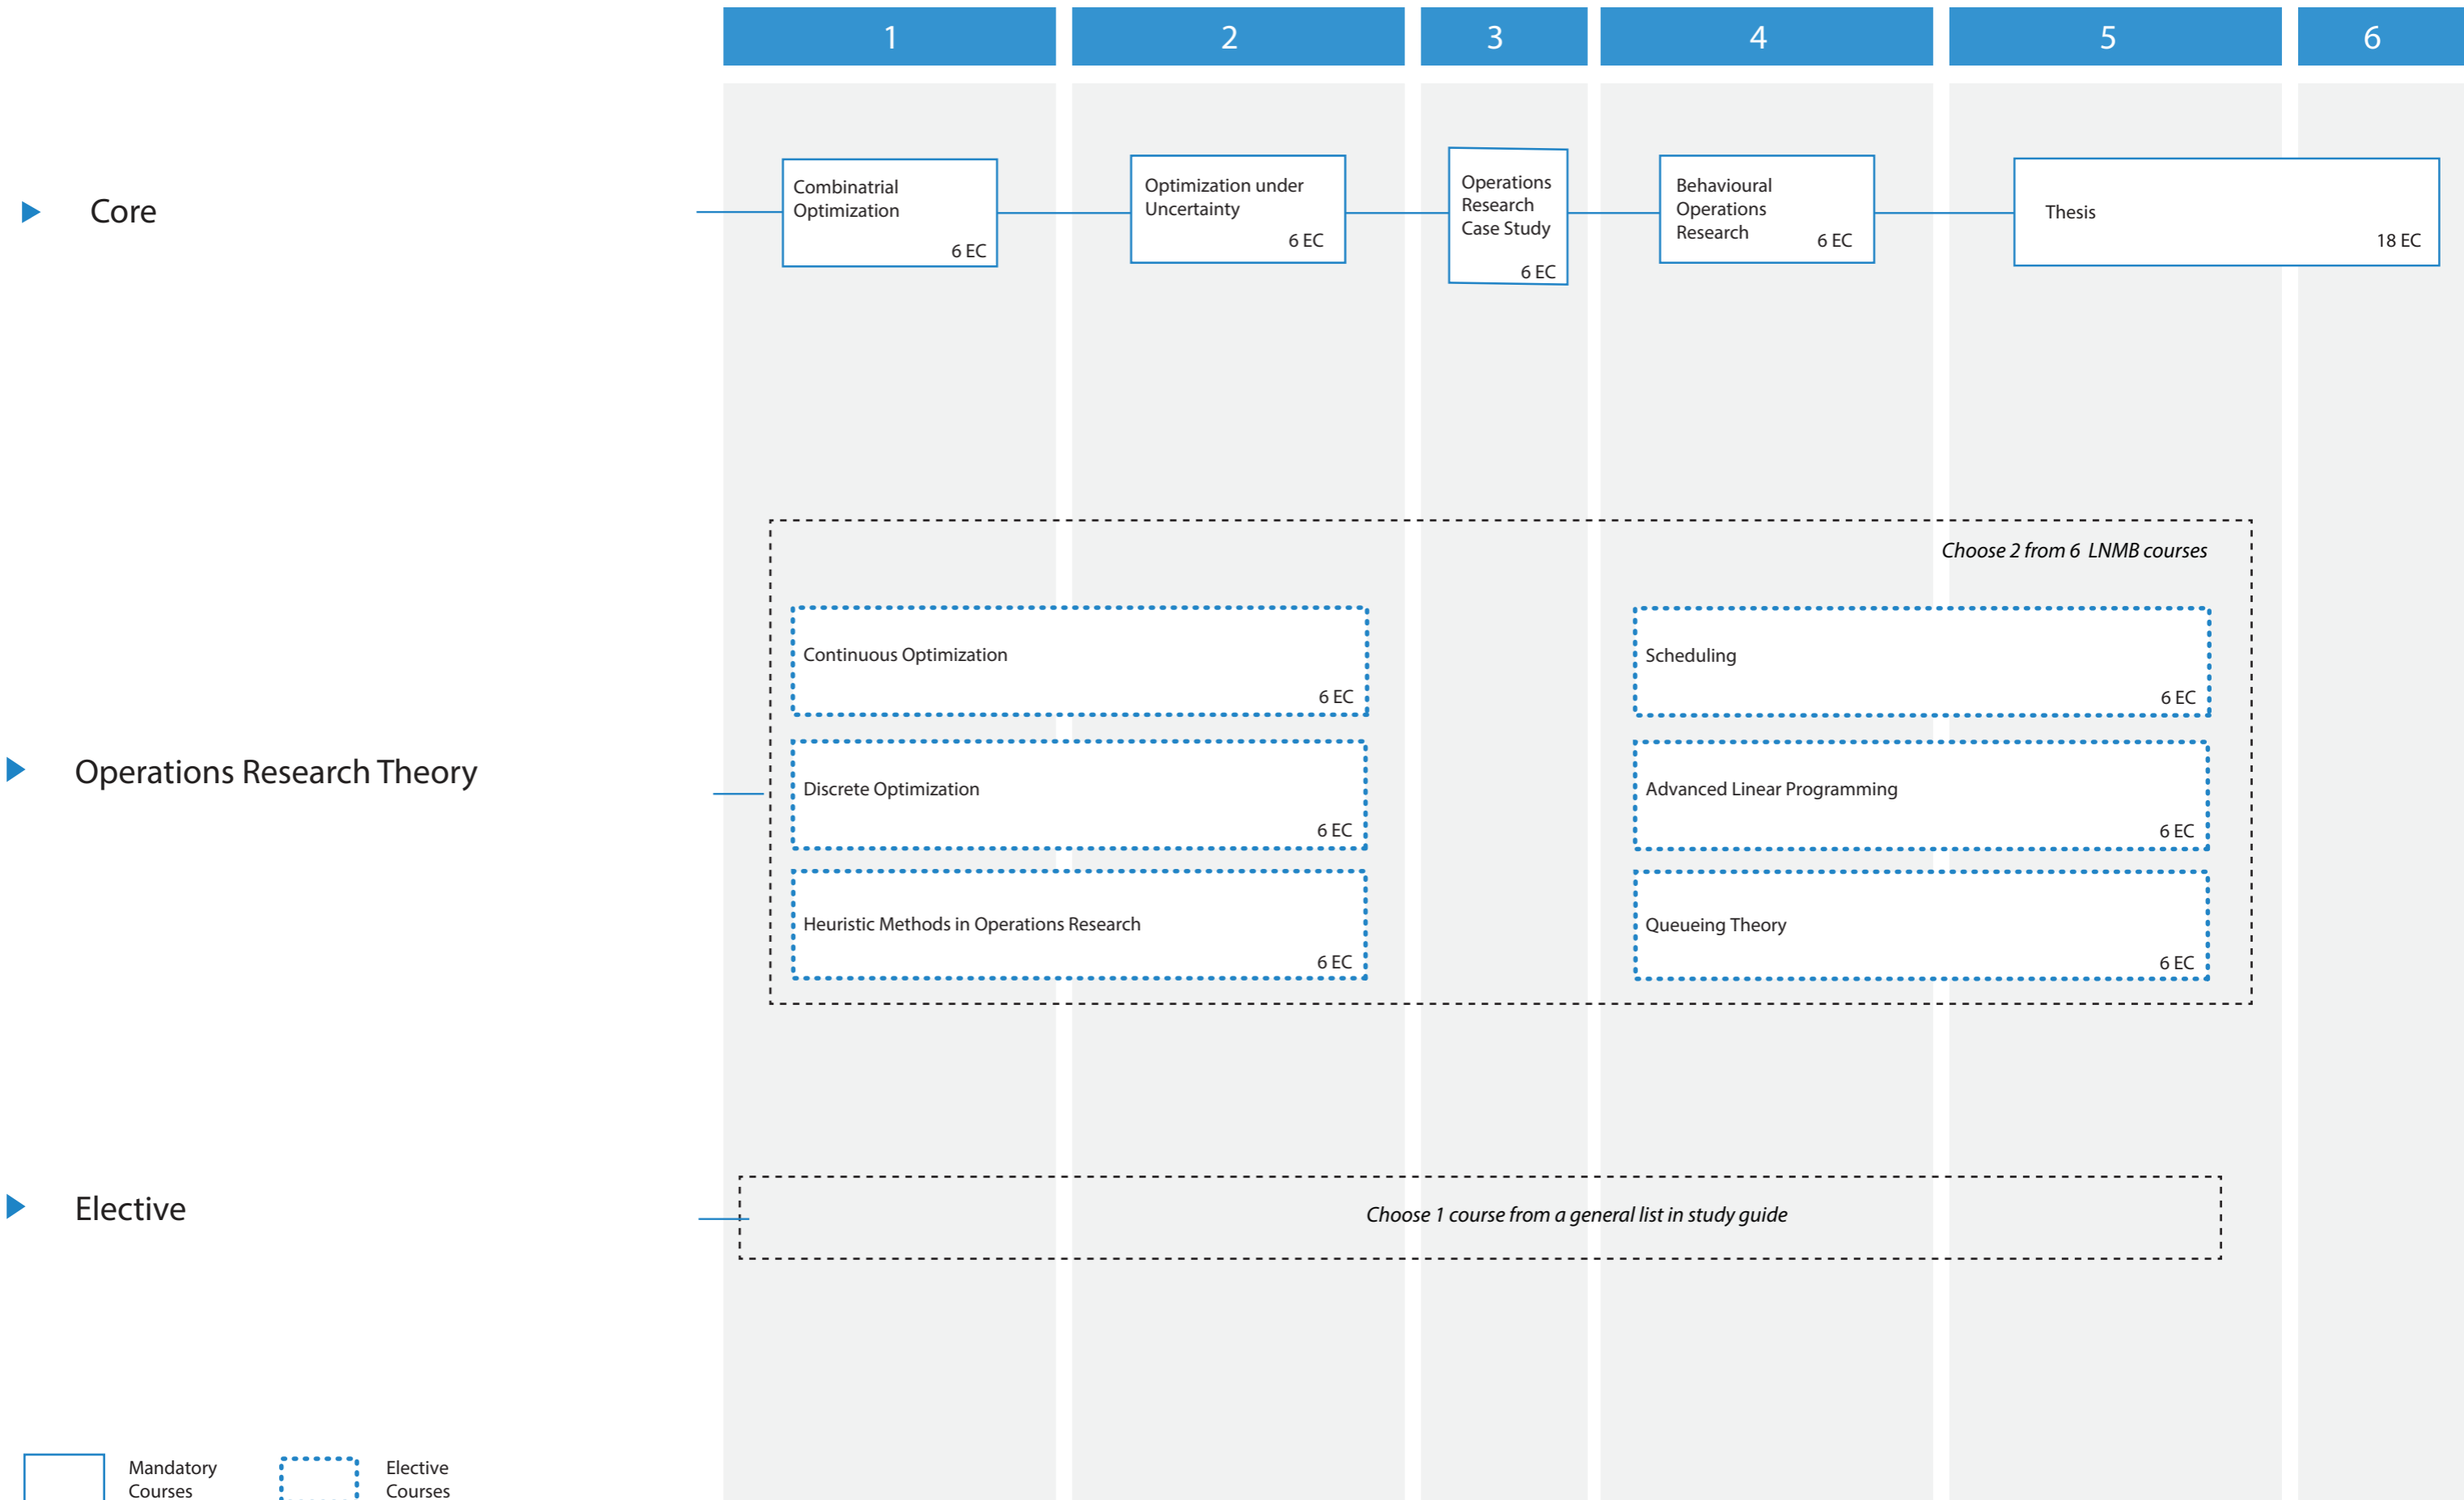 1 2 3 4 5 6
Core
Combinatrial
Optimization
6 EC
Optimization under
Uncertainty
6 EC
Operations
Research
Case Study
6 EC
Behavioural
Operations
Research
6 EC
Thesis
18 EC
Choose 2 from 6 LNMB courses
Operations Research Theory
Continuous Optimization
6 EC
Scheduling
6 EC
Discrete Optimization
6 EC
Advanced Linear Programming
6 EC
Heuristic Methods in Operations Research
6 EC
Queueing Theory
6 EC
Elective
Choose 1 course from a general list in study guide
Mandatory
Courses
Elective
Courses